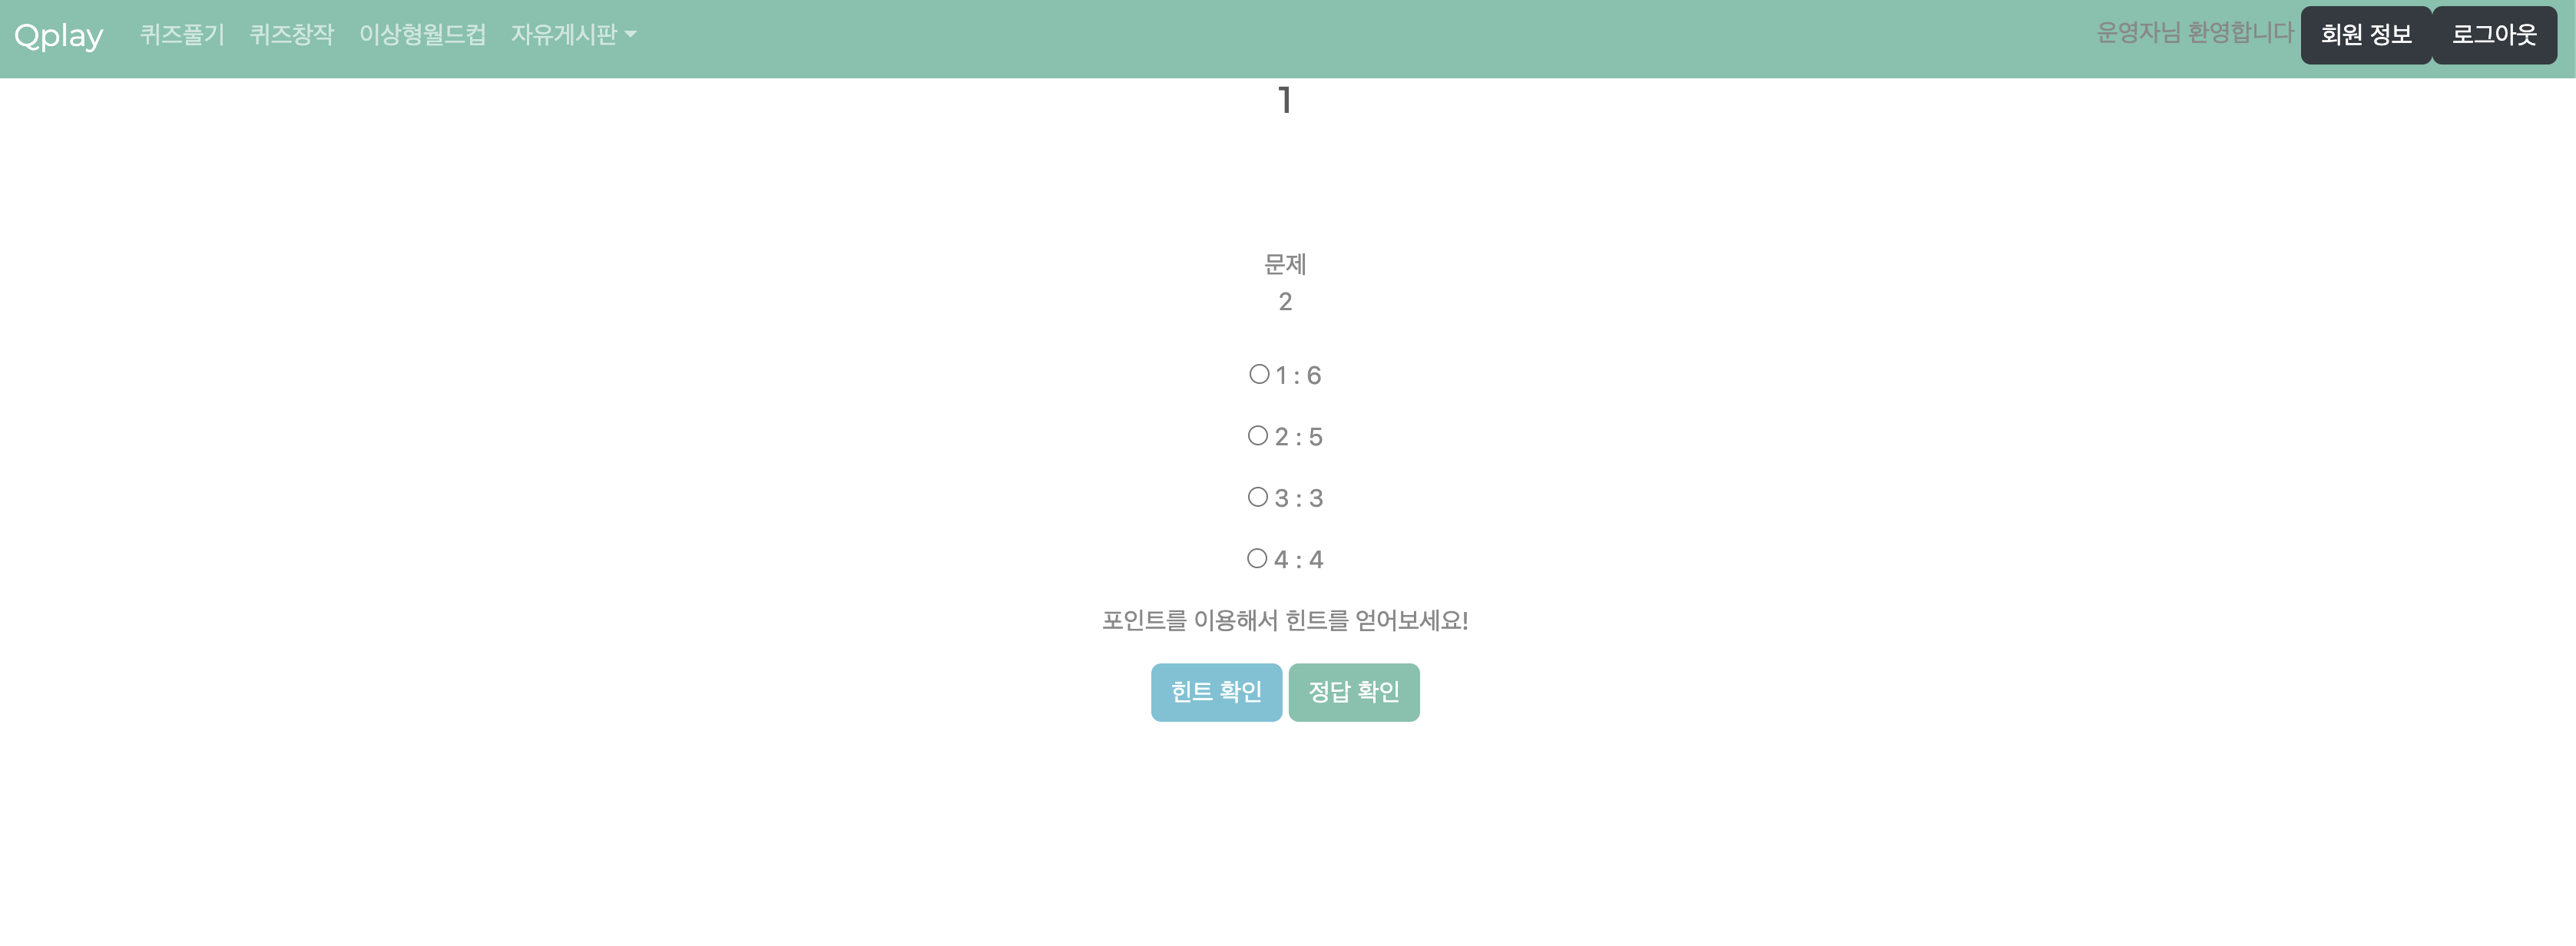 Qplay 퀴즈풀기 퀴즈창작 이상형월드컵 자유게시판 운영자님 환영합니다 회원 정보 로그아웃
1
문제
2
1 : 6
2 : 5
3 : 3
4 : 4
포인트를 이용해서 힌트를 얻어보세요!
힌트 확인 정답 확인